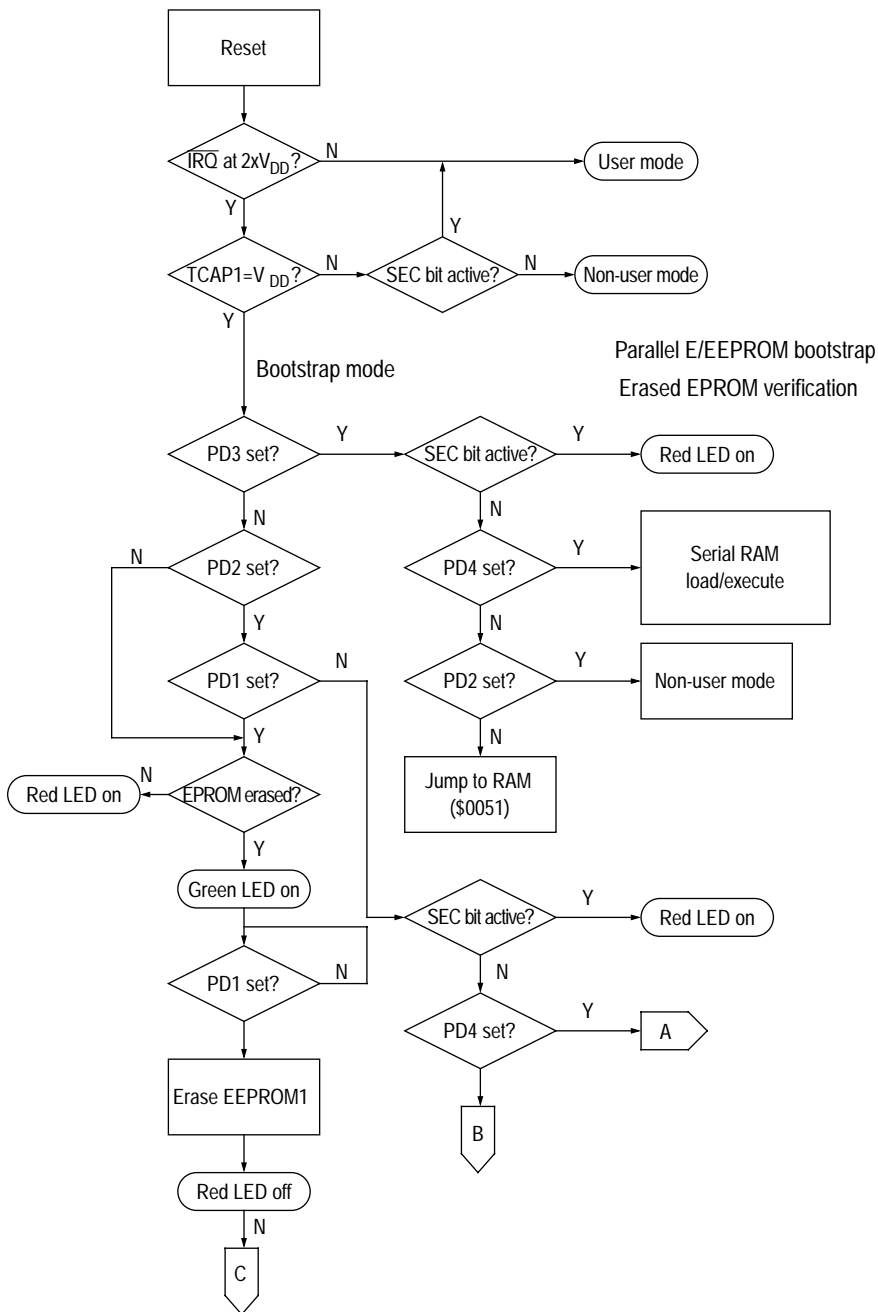 Reset
IRQ at 2xVDD?
N
User mode
Y
Y
TCAP1=VDD?
N
SEC bit active?
N
Non-user mode
Y
Parallel E/EEPROM bootstrap
Bootstrap mode
Erased EPROM verification
PD3 set?
Y
SEC bit active?
Y
Red LED on
N
N
N
PD2 set?
PD4 set?
Y
Serial RAM
load/execute
Y
N
PD1 set?
N
PD2 set?
Y
Non-user mode
Y
N
Red LED on
N
EPROM erased?
Jump to RAM
($0051)
Y
Green LED on
SEC bit active?
Y
Red LED on
PD1 set?
N
N
PD4 set?
Y
A
Erase EEPROM1
B
Red LED off
N
C